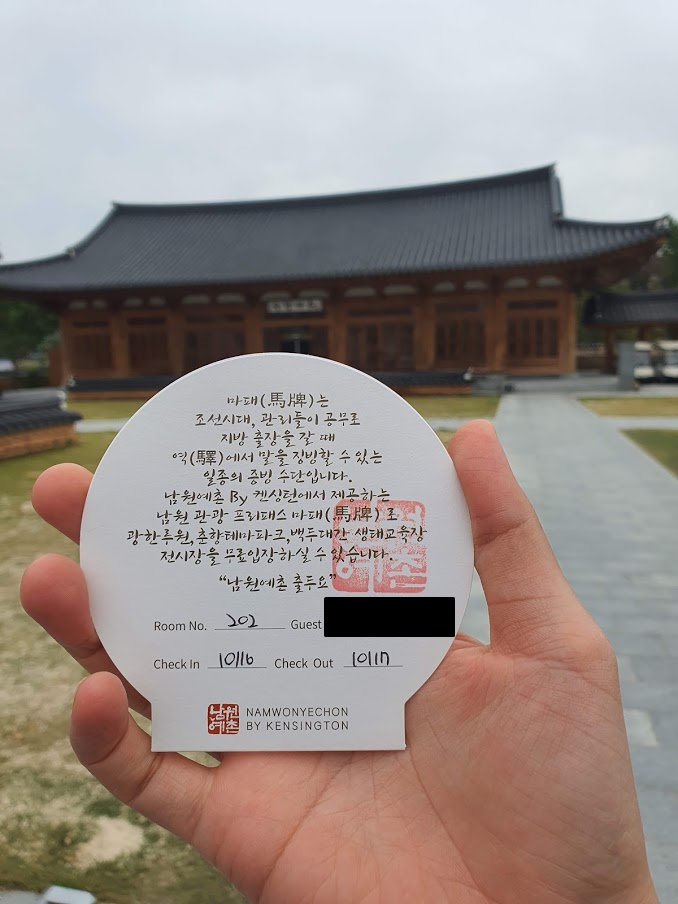 마패(馬牌)는
조선시대, 관리들이 공무로
지방 출장을 갈 때
역(驛)에서 말을 징빙할 수 있는
일종의 증빙 수단입니다.
남원예촌 By 켄싱턴에서 제공하는
남원 관광 프리패스 마패(馬牌)로
광한루원,춘향테마파크,백두대간 생태교육장
전시장을 무료입장하실 수 있습니다.
“남원예촌 출두요”
Room No. 202 Guest
Check In 10/16 Check Out 10/17
남원예촌 NAMWONYECHON
BY KENSINGTON